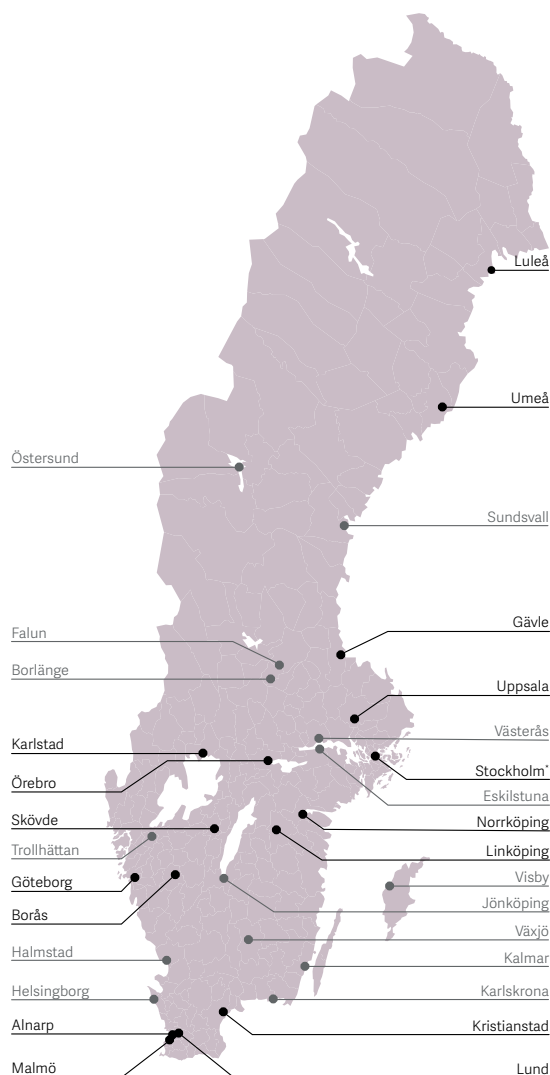 Luleå
Umeå
Östersund
Sundsvall
Gävle
Falun
Borlänge
Uppsala
Västerås
Karlstad
Stockholm*
Örebro
Eskilstuna
Skövde
Norrköping
Trollhättan
Linköping
Göteborg
Visby
Jönköping
Borås
Växjö
Halmstad
Kalmar
Helsingborg
Karlskrona
Alnarp
Kristianstad
Malmö
Lund